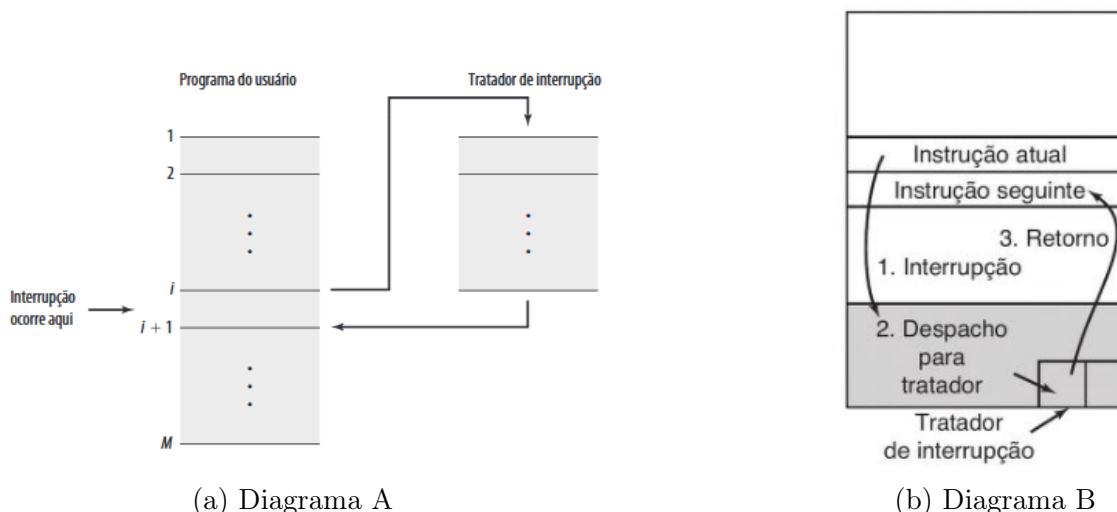 Programa do usuário
Tratador de interrupção
1
2
i
Interrupção
ocorre aqui
i + 1
M
(a) Diagrama A
Instrução atual
Instrução seguinte
3. Retorno
1. Interrupção
2. Despacho
para
tratador
Tratador
de interrupção
(b) Diagrama B